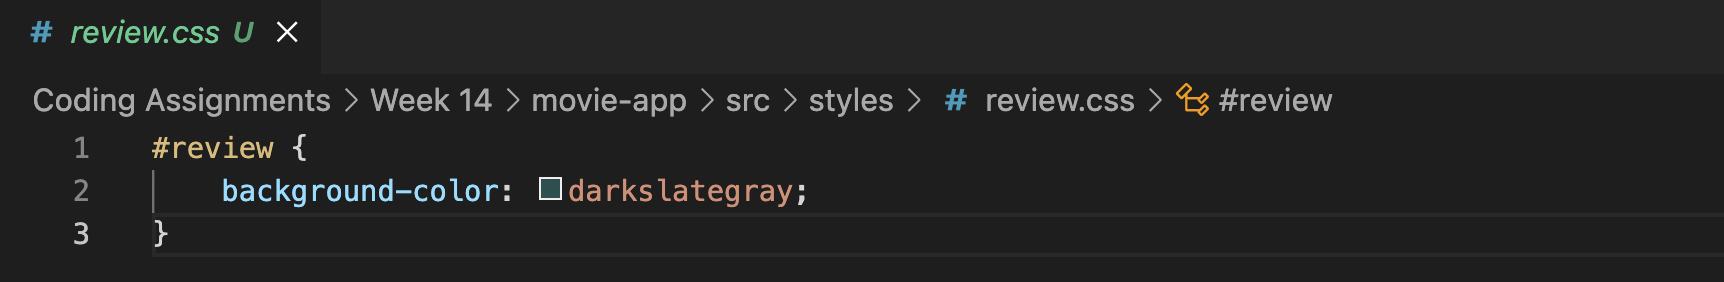 # review.css U ×
Coding Assignments > Week 14 > movie-app > src > styles > # review.css > #review
1 #review {
2     background-color: darkslategray;
3 }